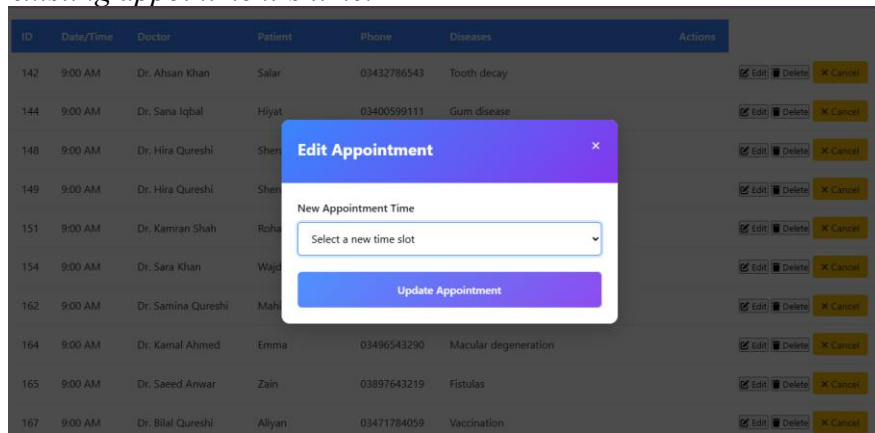 ID Date/Time Doctor Patient Phone Diseases Actions
142 9:00 AM Dr. Ahsan Khan Salar 03432786543 Tooth decay Edit Delete × Cancel
144 9:00 AM Dr. Sana Iqbal Hiyat 03400599111 Gum disease Edit Delete × Cancel
148 9:00 AM Dr. Hira Qureshi Edit Delete × Cancel
149 9:00 AM Dr. Hira Qureshi Edit Delete × Cancel
151 9:00 AM Dr. Kamran Shah Edit Delete × Cancel
154 9:00 AM Dr. Sara Khan Edit Delete × Cancel
162 9:00 AM Dr. Samina Qureshi Edit Delete × Cancel
164 9:00 AM Dr. Kamal Ahmed Emma 03496543290 Macular degeneration Edit Delete × Cancel
165 9:00 AM Dr. Saeed Anwar Zain 03897643219 Fistulas Edit Delete × Cancel
167 9:00 AM Dr. Bilal Qureshi Aliyan 03471784059 Vaccination Edit Delete × Cancel
Edit Appointment ×
New Appointment Time
Select a new time slot
Update Appointment